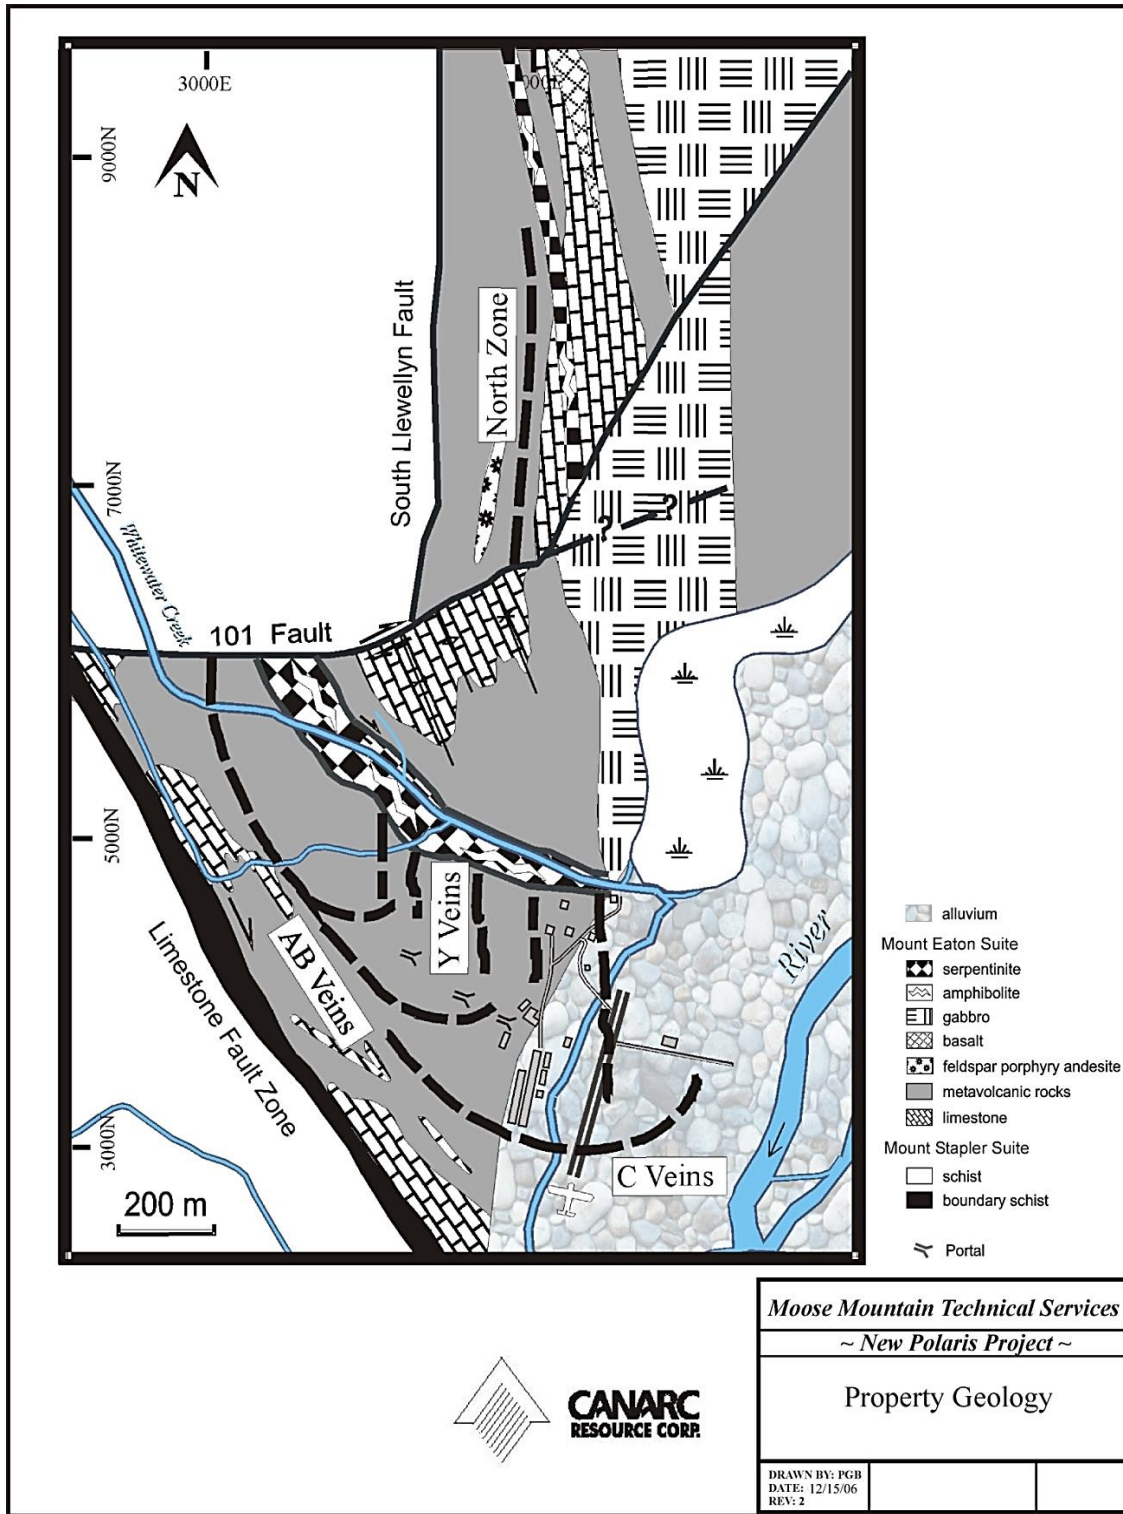 3000E
000E
9000N
N
South Llewellyn Fault
North Zone
7000N
Whitewater Creek
?
?
101 Fault
5000N
Y Veins
AB Veins
River
Limestone Fault Zone
3000N
C Veins
200 m
alluvium
Mount Eaton Suite
serpentinite
amphibolite
gabbro
basalt
feldspar porphyry andesite
metavolcanic rocks
limestone
Mount Stapler Suite
schist
boundary schist
Portal
Moose Mountain Technical Services
~ New Polaris Project ~
Property Geology
CANARC
RESOURCE CORP.
DRAWN BY: PGB
DATE: 12/15/06
REV: 2